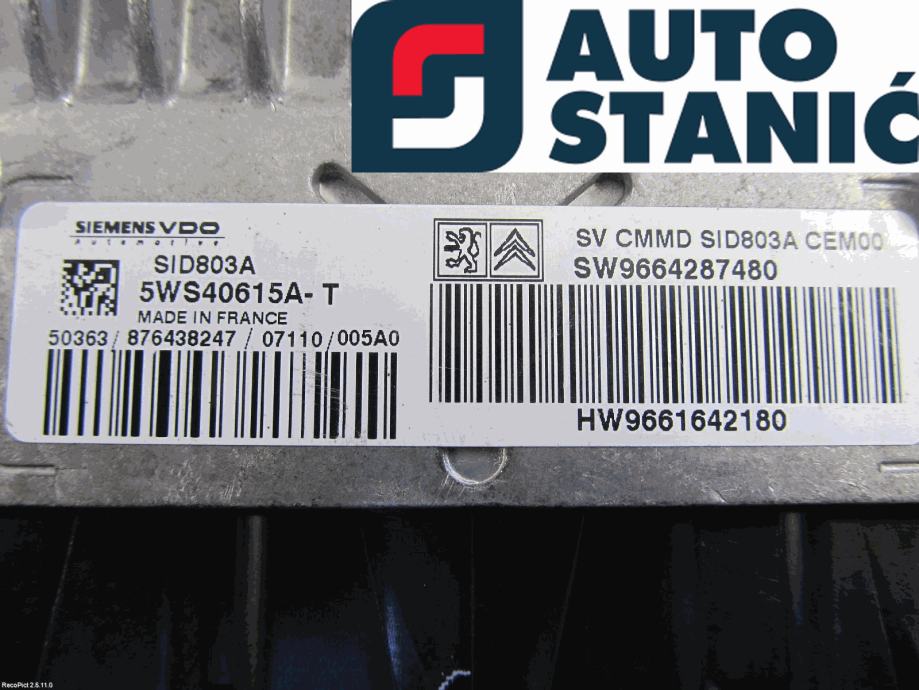 AUTO
STANIĆ
SIEMENS VDO
Automotive
SID803A
5WS40615A-T
MADE IN FRANCE
50363/876438247/07110/005A0
SV CMMD SID803A CEM00
SW9664287480
HW9661642180
RecoPict 2.5.11.0